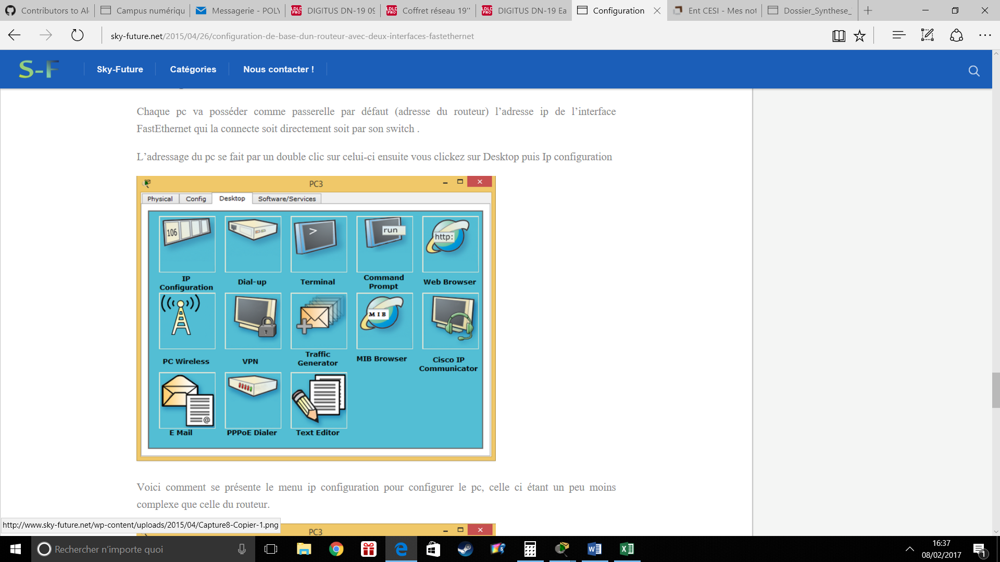 Contributors to Al
Campus numériqu
Messagerie - POLY
DIGITUS DN-19 09
Coffret réseau 19"
DIGITUS DN-19 Ea
Configuration
Ent CESI - Mes not
Dossier_Synthese_
sky-future.net/2015/04/26/configuration-de-base-dun-routeur-avec-deux-interfaces-fastethernet
S-F
Sky-Future
Catégories
Nous contacter !
Chaque pc va posséder comme passerelle par défaut (adresse du routeur) l’adresse ip de l’interface
FastEthernet qui la connecte soit directement soit par son switch .
L’adressage du pc se fait par un double clic sur celui-ci ensuite vous clickez sur Desktop puis Ip configuration
PC3
Physical
Config
Desktop
Software/Services
106
>
run
http:
IP
Configuration
Dial-up
Terminal
Command
Prompt
Web Browser
MIB
PC Wireless
VPN
Traffic
Generator
MIB Browser
Cisco IP
Communicator
@
E Mail
PPPoE Dialer
Text Editor
Voici comment se présente le menu ip configuration pour configurer le pc, celle ci étant un peu moins
complexe que celle du routeur.
http://www.sky-future.net/wp-content/uploads/2015/04/Capture8-Copier-1.png
PC3
Rechercher n'importe quoi
16:37
08/02/2017
1